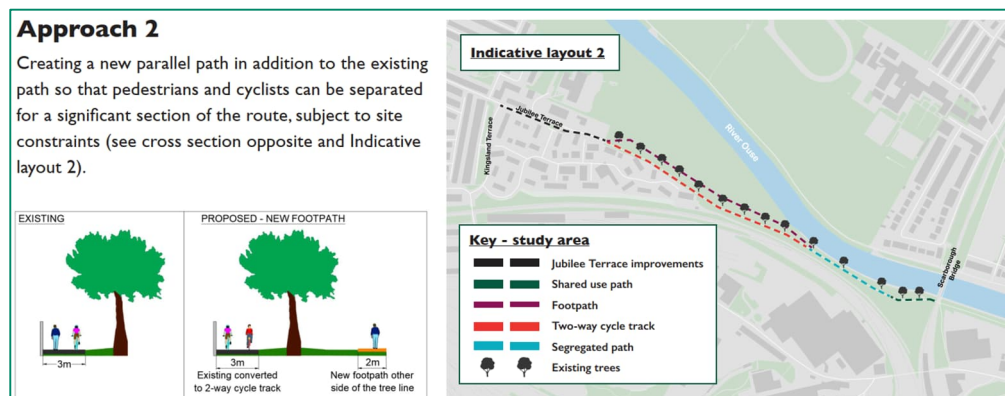 Approach 2
Creating a new parallel path in addition to the existing
path so that pedestrians and cyclists can be separated
for a significant section of the route, subject to site
constraints (see cross section opposite and Indicative
layout 2).
EXISTING
3m
PROPOSED - NEW FOOTPATH
3m
Existing converted
to 2-way cycle track
2m
New footpath other
side of the tree line
Indicative layout 2
Jubilee Terrace
Kingsland Terrace
River Ouse
Scarborough
Bridge
Key - study area
Jubilee Terrace improvements
Shared use path
Footpath
Two-way cycle track
Segregated path
Existing trees